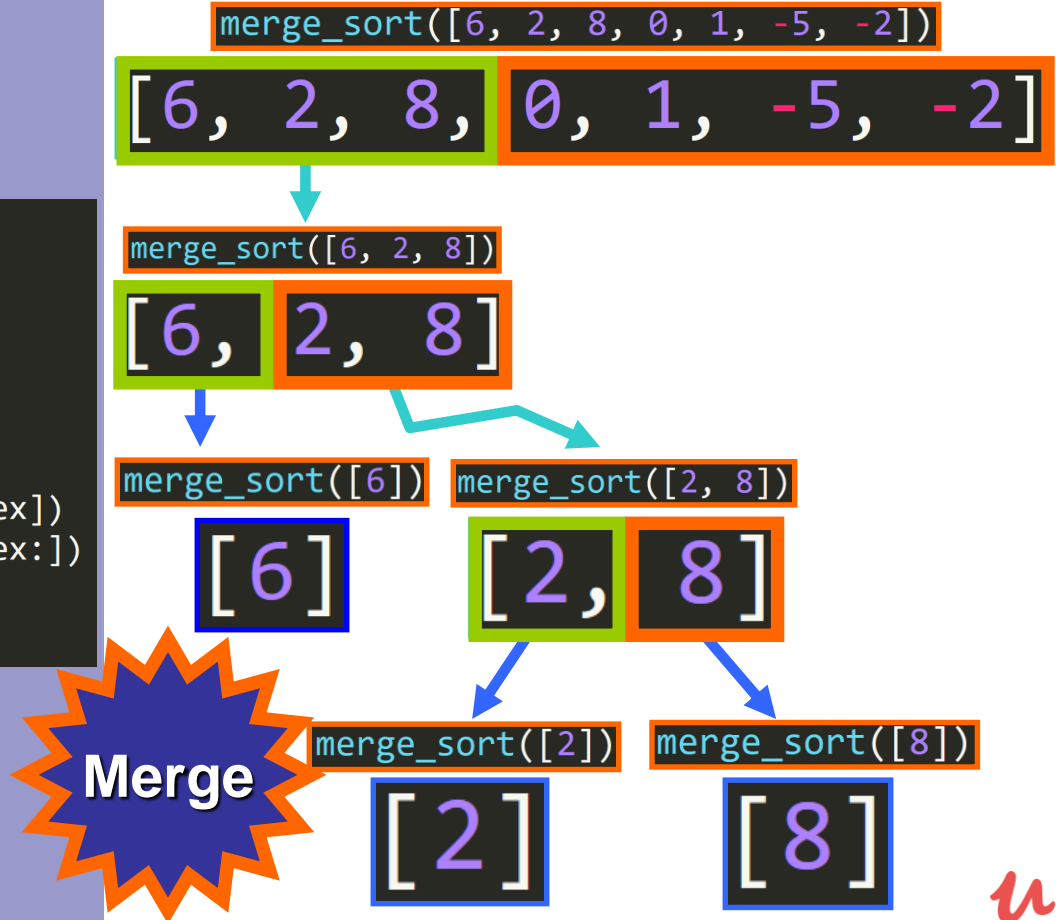 merge_sort([6, 2, 8, 0, 1, -5, -2])
[6, 2, 8, 0, 1, -5, -2]
merge_sort([6, 2, 8])
[6, 2, 8]
merge_sort([6]) merge_sort([2, 8])
ex])
ex:])
[6] [2, 8]
merge_sort([2]) merge_sort([8])
Merge
[2] [8]
u